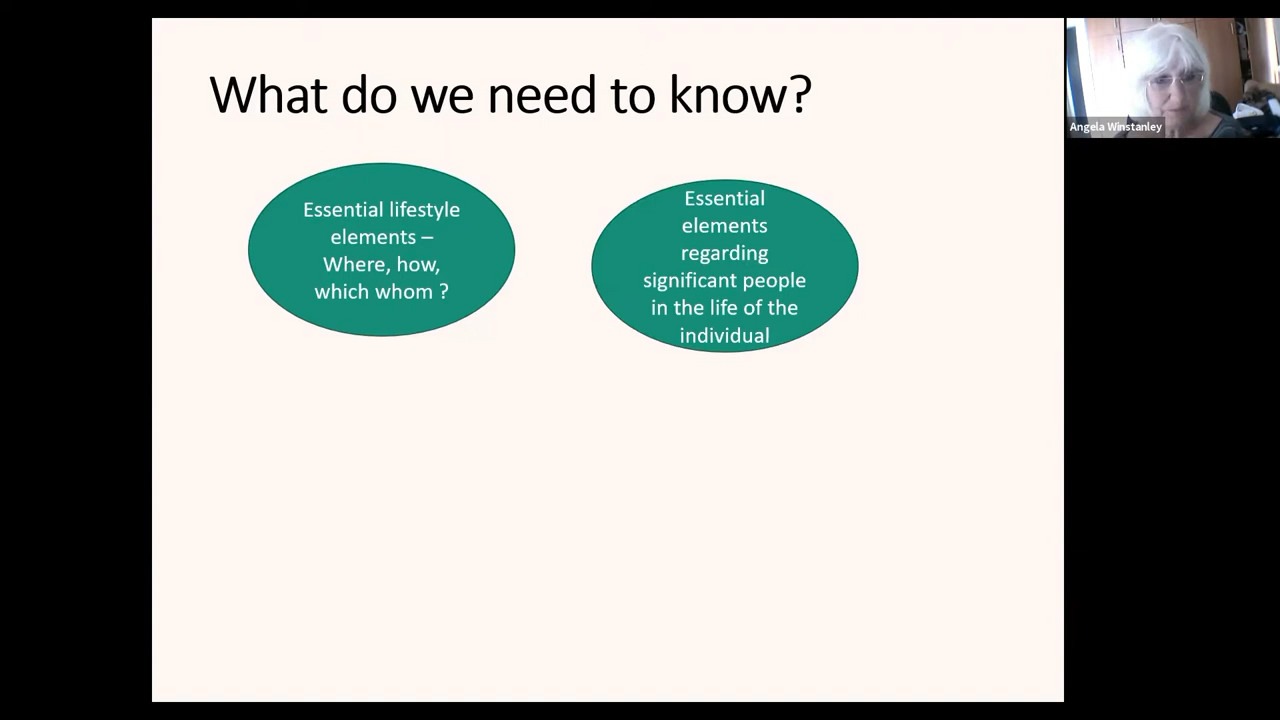 What do we need to know?
Essential lifestyle
elements –
Where, how,
which whom ?
Essential
elements
regarding
significant people
in the life of the
individual
Angela Winstanley